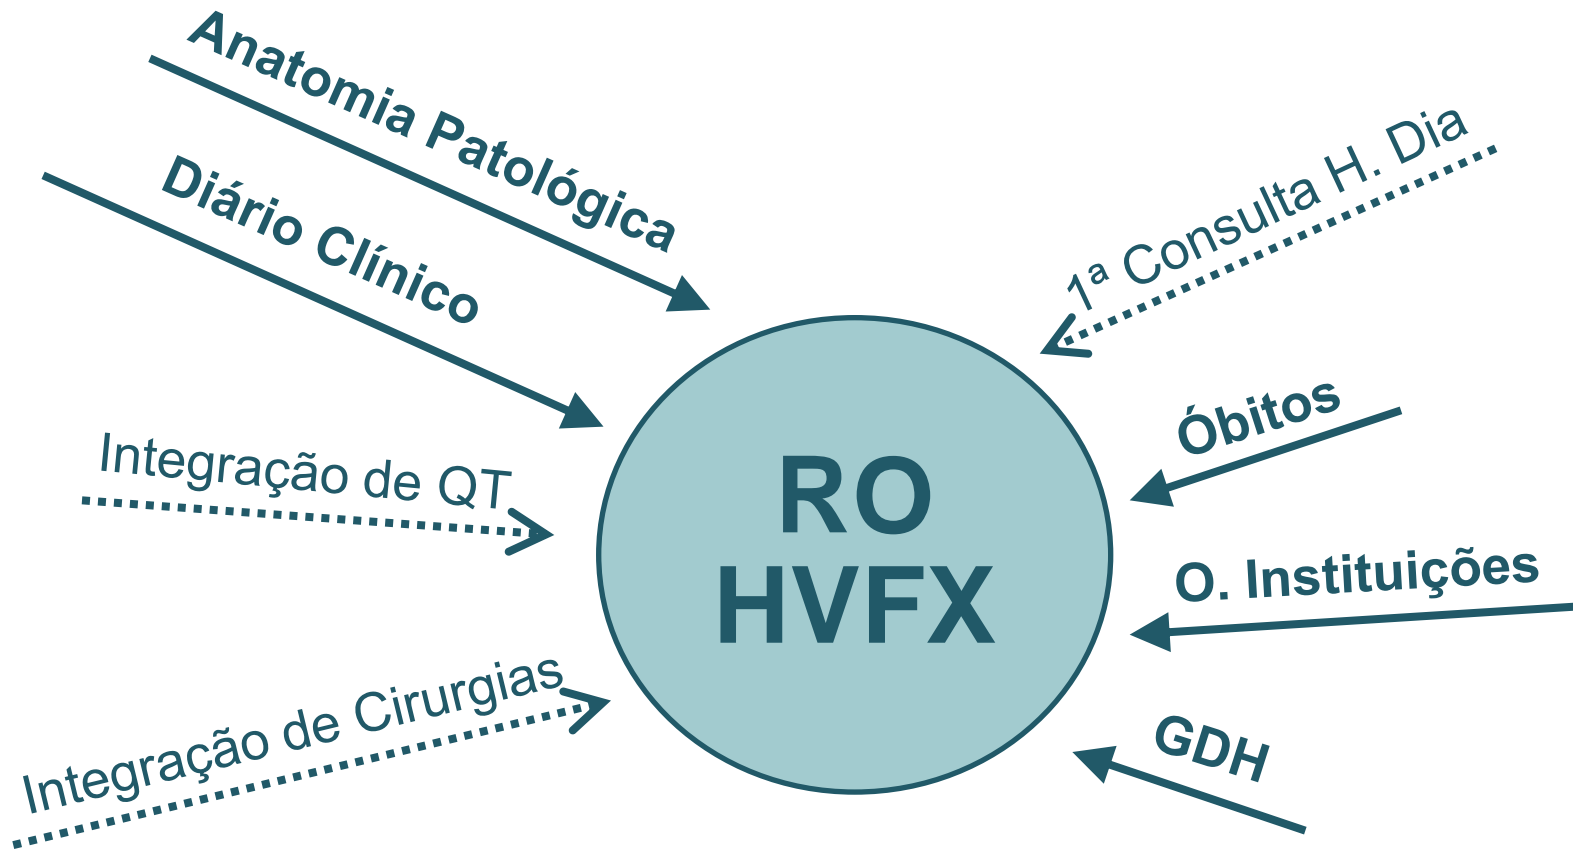 Anatomia Patológica
Diário Clínico
Integração de QT
Integração de Cirurgias
RO
HVFX
1ª Consulta H. Dia
Óbitos
O. Instituições
GDH